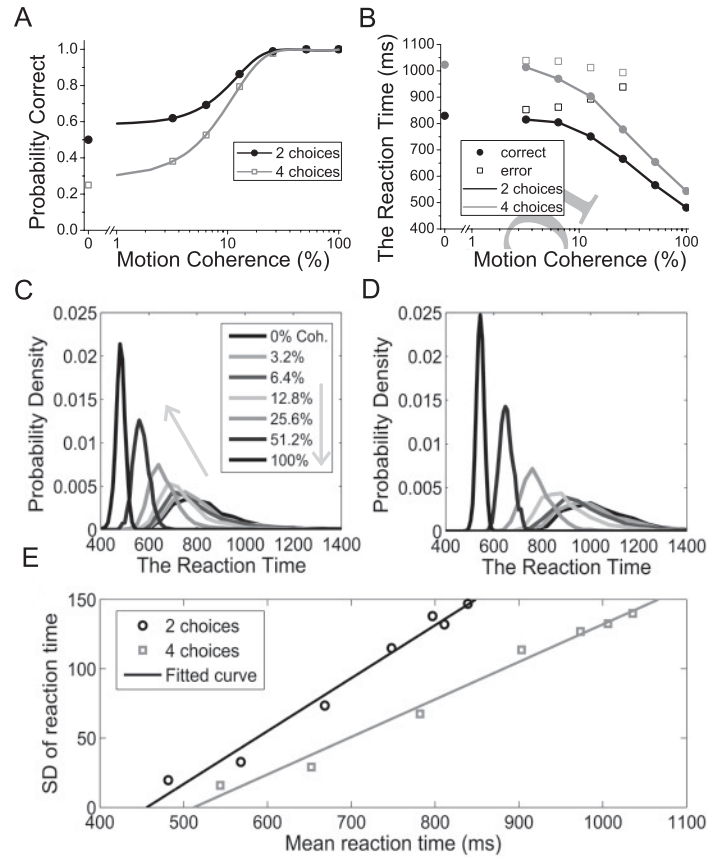 A
Probability Correct
1.0
0.8
0.6
0.4
0.2
0.0
2 choices
4 choices
0 1 10 100
Motion Coherence (%)
B
The Reaction Time (ms)
1100
1000
900
800
700
600
500
400
correct
error
2 choices
4 choices
0 1 10 100
Motion Coherence (%)
C
Probability Density
0.025
0.02
0.015
0.01
0.005
0
0% Coh.
3.2%
6.4%
12.8%
25.6%
51.2%
100%
400 600 800 1000 1200 1400
The Reaction Time
D
Probability Density
0.025
0.02
0.015
0.01
0.005
0
400 600 800 1000 1200 1400
The Reaction Time
E
SD of reaction time
150
100
50
0
2 choices
4 choices
Fitted curve
400 500 600 700 800 900 1000 1100
Mean reaction time (ms)